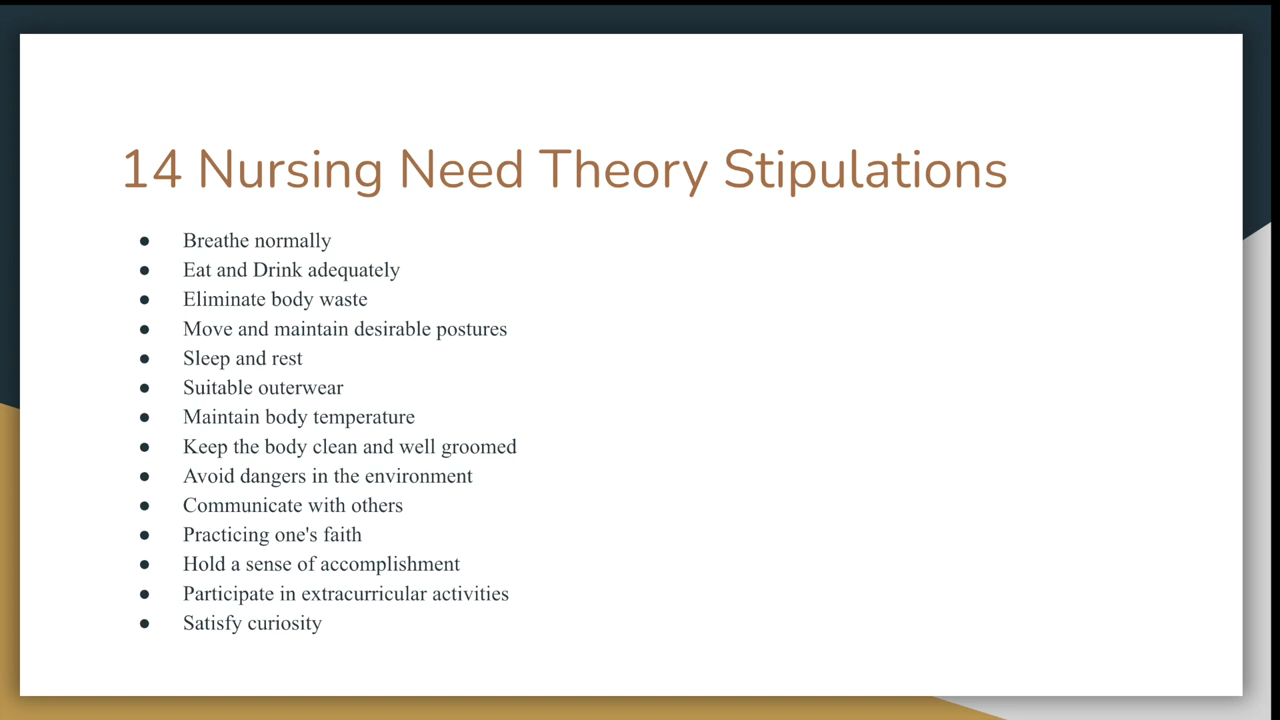 14 Nursing Need Theory Stipulations
● Breathe normally
● Eat and Drink adequately
● Eliminate body waste
● Move and maintain desirable postures
● Sleep and rest
● Suitable outerwear
● Maintain body temperature
● Keep the body clean and well groomed
● Avoid dangers in the environment
● Communicate with others
● Practicing one's faith
● Hold a sense of accomplishment
● Participate in extracurricular activities
● Satisfy curiosity